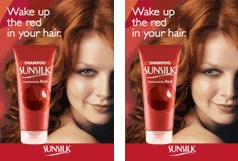 Wake up
the red
in your hair.
SHAMPOO
SUNSILK
SUNSILK
Wake up
the red
in your hair.
SHAMPOO
SUNSILK
SUNSILK